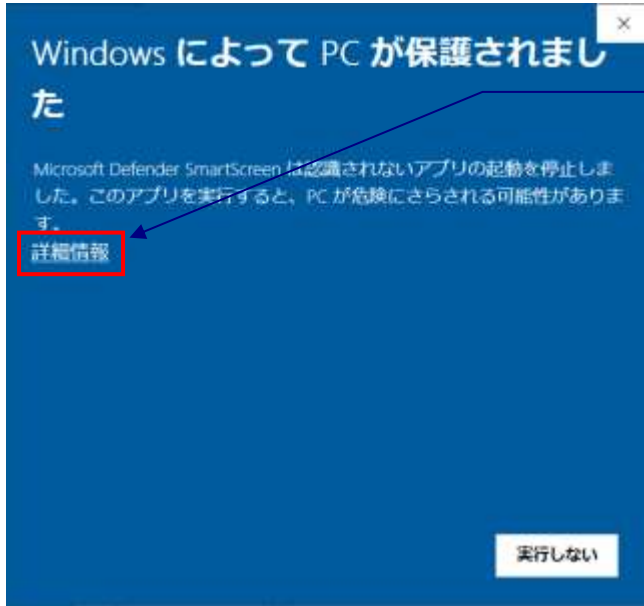 Windows によって PC が保護されまし
た
Microsoft Defender SmartScreen は認識されないアプリの起動を停止しま
した。このアプリを実行すると、PC が危険にさらされる可能性がありま
す。
詳細情報
実行しない